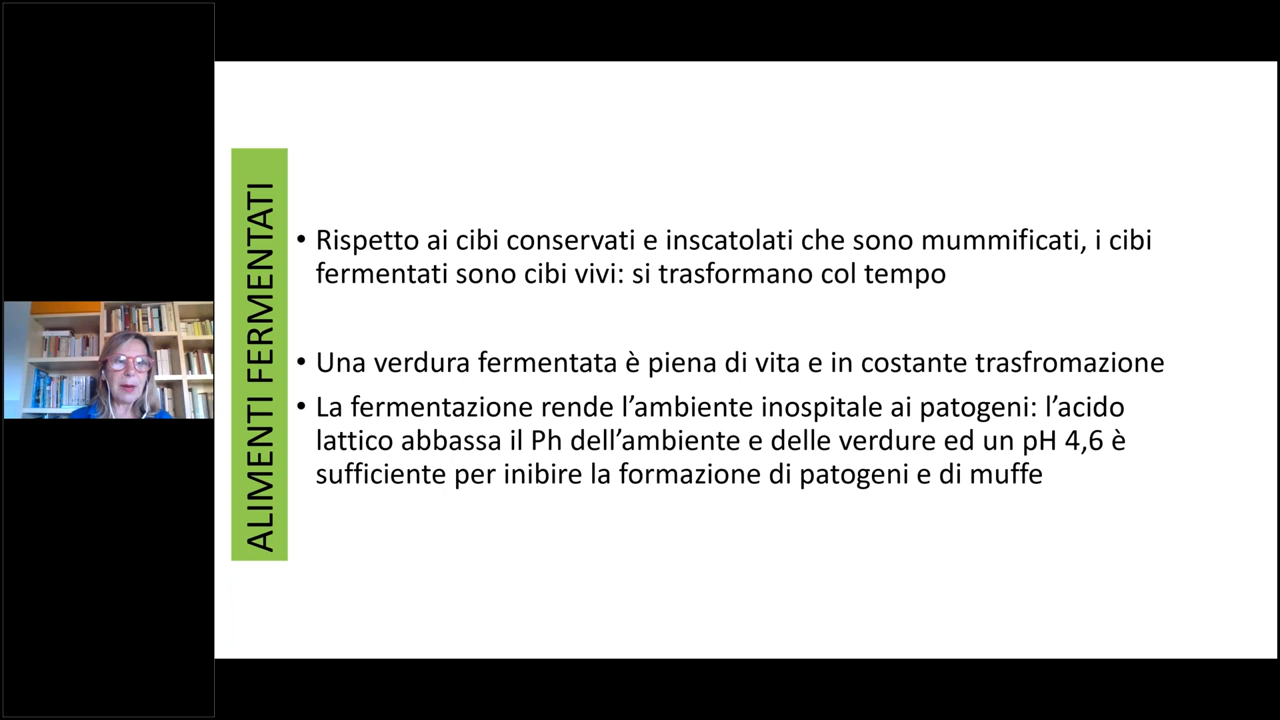 ALIMENTI FERMENTATI
• Rispetto ai cibi conservati e inscatolati che sono mummificati, i cibi
fermentati sono cibi vivi: si trasformano col tempo
• Una verdura fermentata è piena di vita e in costante trasfromazione
• La fermentazione rende l’ambiente inospitale ai patogeni: l’acido
lattico abbassa il Ph dell’ambiente e delle verdure ed un pH 4,6 è
sufficiente per inibire la formazione di patogeni e di muffe